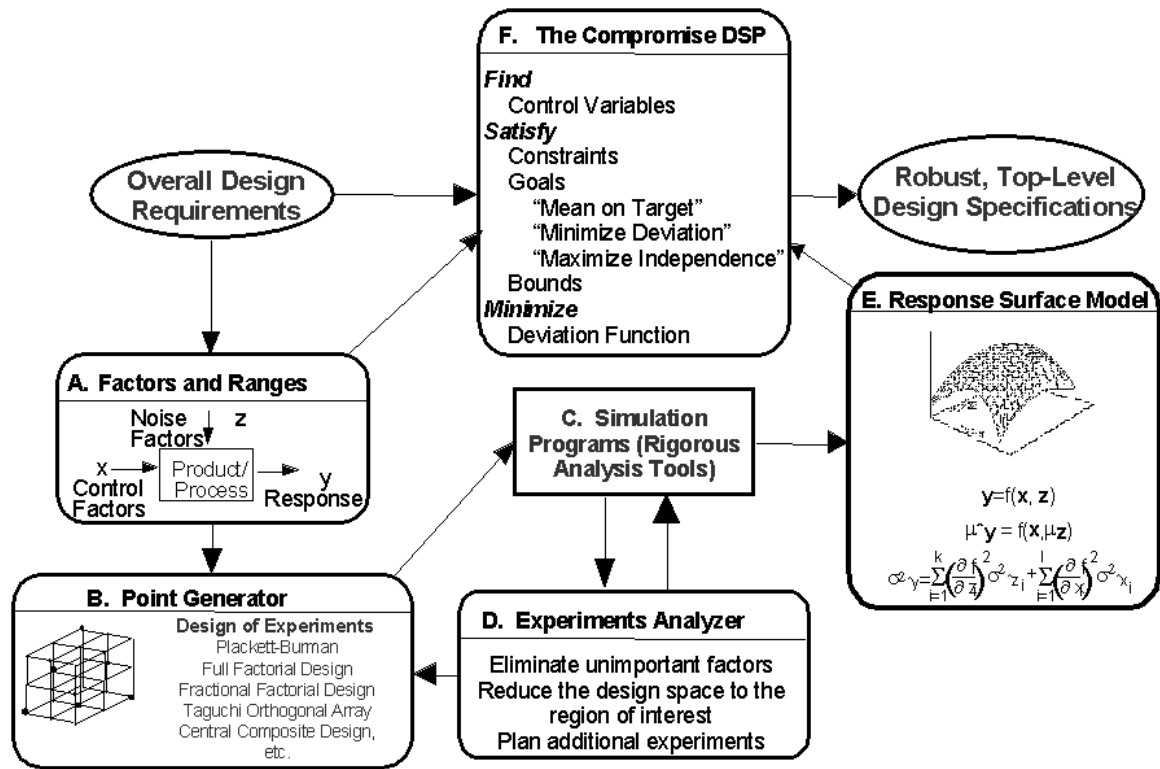 F. The Compromise DSP
Find
Control Variables
Satisfy
Constraints
Goals
“Mean on Target”
“Minimize Deviation”
“Maximize Independence”
Bounds
Minimize
Deviation Function
Overall Design
Requirements
Robust, Top-Level
Design Specifications
A. Factors and Ranges
Noise
Factors
z
x
Control
Factors
Product/
Process
y
Response
B. Point Generator
Design of Experiments
Plackett-Burman
Full Factorial Design
Fractional Factorial Design
Taguchi Orthogonal Array
Central Composite Design,
etc.
C. Simulation
Programs (Rigorous
Analysis Tools)
D. Experiments Analyzer
Eliminate unimportant factors
Reduce the design space to the
region of interest
Plan additional experiments
E. Response Surface Model
y=f(x, z)
μ^y = f(x,μz)